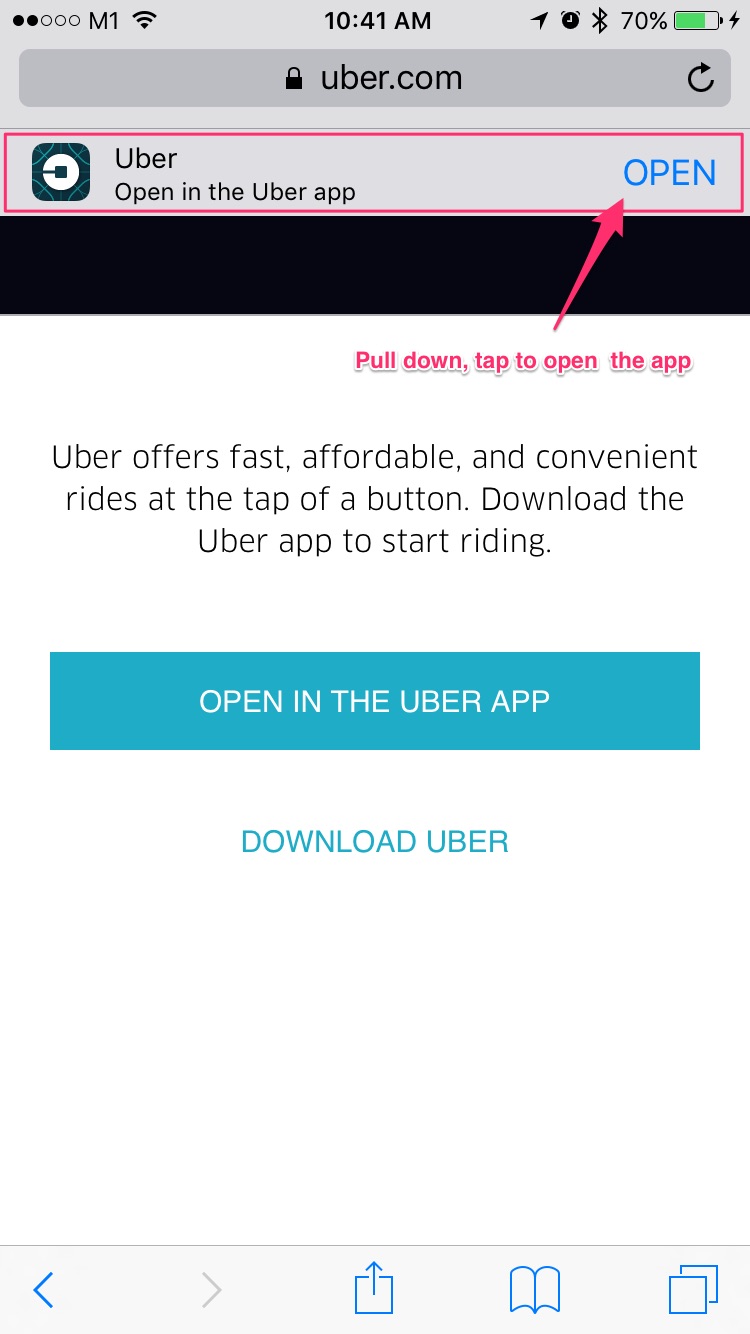 M1 10:41 AM 70%
uber.com
Uber
Open in the Uber app
OPEN
Pull down, tap to open the app
Uber offers fast, affordable, and convenient
rides at the tap of a button. Download the
Uber app to start riding.
OPEN IN THE UBER APP
DOWNLOAD UBER